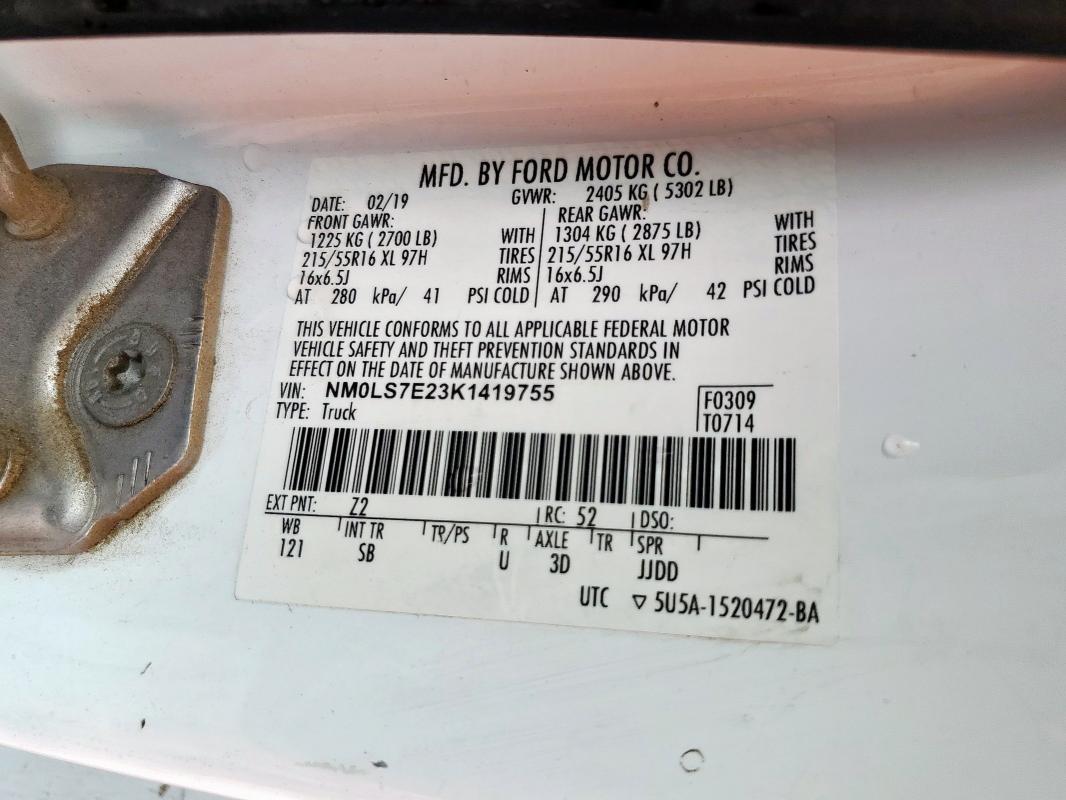 MFD. BY FORD MOTOR CO.
DATE: 02/19 GVWR: 2405 KG ( 5302 LB)
FRONT GAWR: REAR GAWR:
1225 KG ( 2700 LB) WITH 1304 KG ( 2875 LB) WITH
215/55R16 XL 97H TIRES 215/55R16 XL 97H TIRES
16x6.5J RIMS 16x6.5J RIMS
AT 280 kPa/ 41 PSI COLD AT 290 kPa/ 42 PSI COLD
THIS VEHICLE CONFORMS TO ALL APPLICABLE FEDERAL MOTOR
VEHICLE SAFETY AND THEFT PREVENTION STANDARDS IN
EFFECT ON THE DATE OF MANUFACTURE SHOWN ABOVE.
VIN: NM0LS7E23K1419755 F0309
TYPE: Truck T0714
EXT PNT: Z2 RC: 52 DSO:
WB INT TR TP/PS R AXLE TR SPR
121 SB U 3D JJDD
UTC ▽ 5U5A-1520472-BA